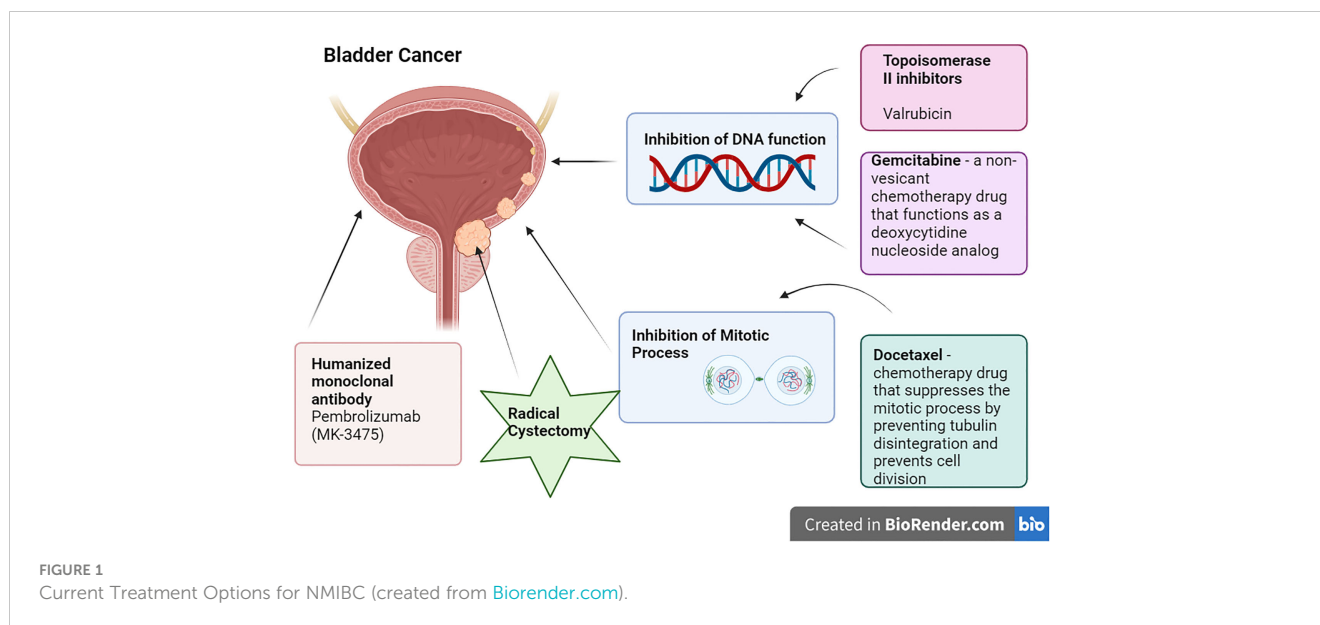 Bladder Cancer
Topoisomerase
II inhibitors
Valrubicin
Inhibition of DNA function
Gemcitabine - a non-
vesicant
chemotherapy drug
that functions as a
deoxycytidine
nucleoside analog
Inhibition of Mitotic
Process
Docetaxel -
chemotherapy drug
that suppresses the
mitotic process by
preventing tubulin
disintegration and
prevents cell
division
Humanized
monoclonal
antibody
Pembrolizumab
(MK-3475)
Radical
Cystectomy
Created in BioRender.com bio
FIGURE 1
Current Treatment Options for NMIBC (created from Biorender.com).